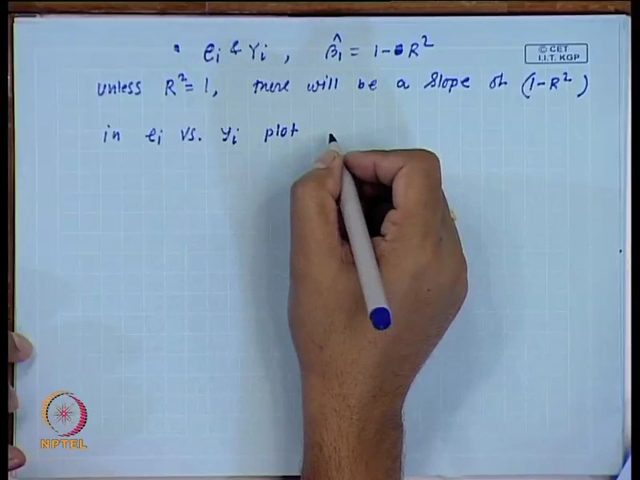 • ei & Yi , β̂1 = 1 - R²
© CET
I.I.T. KGP
unless R² = 1, there will be a slope of (1-R²)
in ei vs. yi plot
NPTEL